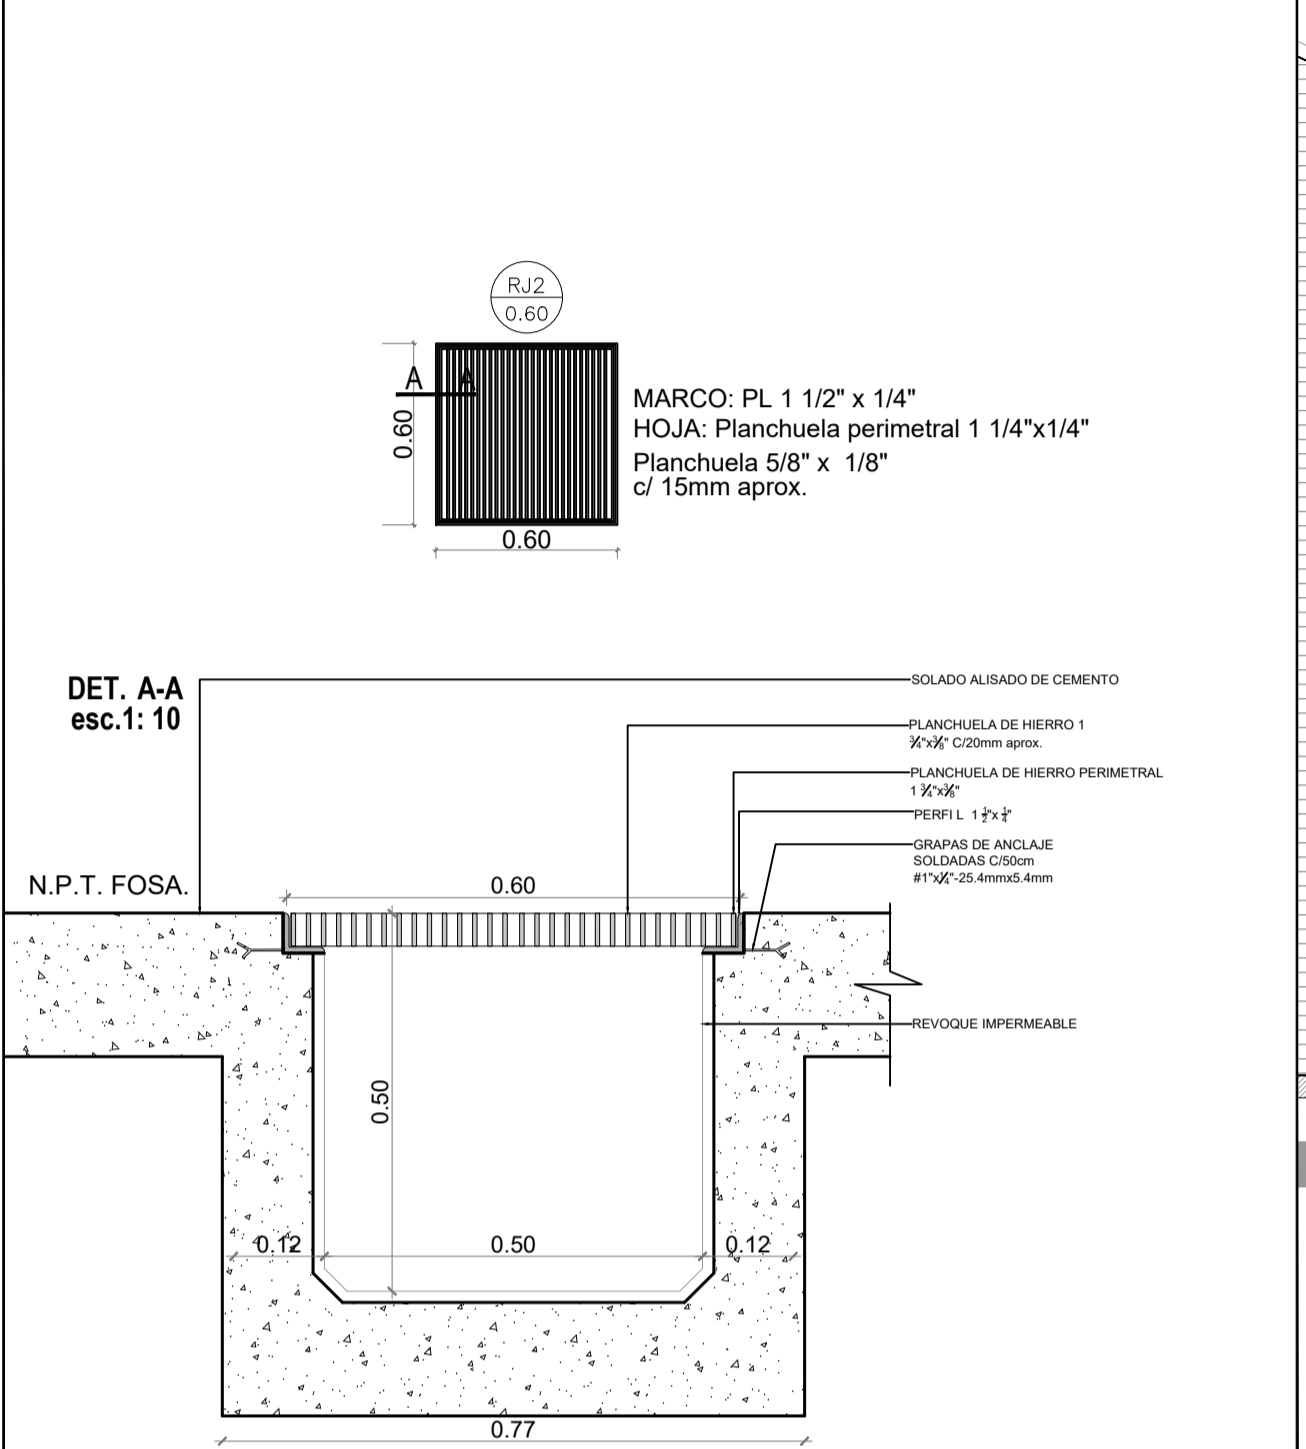 RJ2
0.60
A A
0.60
0.60
MARCO: PL 1 1/2" x 1/4"
HOJA: Planchuela perimetral 1 1/4"x1/4"
Planchuela 5/8" x 1/8"
c/ 15mm aprox.
DET. A-A
esc.1: 10
SOLADO ALISADO DE CEMENTO
PLANCHUELA DE HIERRO 1
3/4"x3/8" C/20mm aprox.
PLANCHUELA DE HIERRO PERIMETRAL
1 3/4"x3/8"
PERFI L 1 1/2"x 1/4"
GRAPAS DE ANCLAJE
SOLDADAS C/50cm
#1"x1/4"-25.4mmx5.4mm
N.P.T. FOSA.
0.60
REVOQUE IMPERMEABLE
0.50
0.12
0.50
0.12
0.77